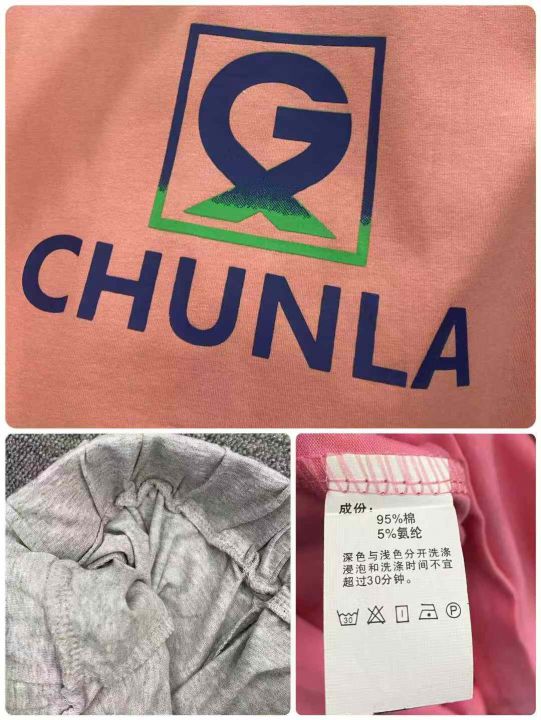 CHUNLA
成份：
95%棉
5%氨纶
深色与浅色分开洗涤
浸泡和洗涤时间不宜
超过30分钟。
30
P